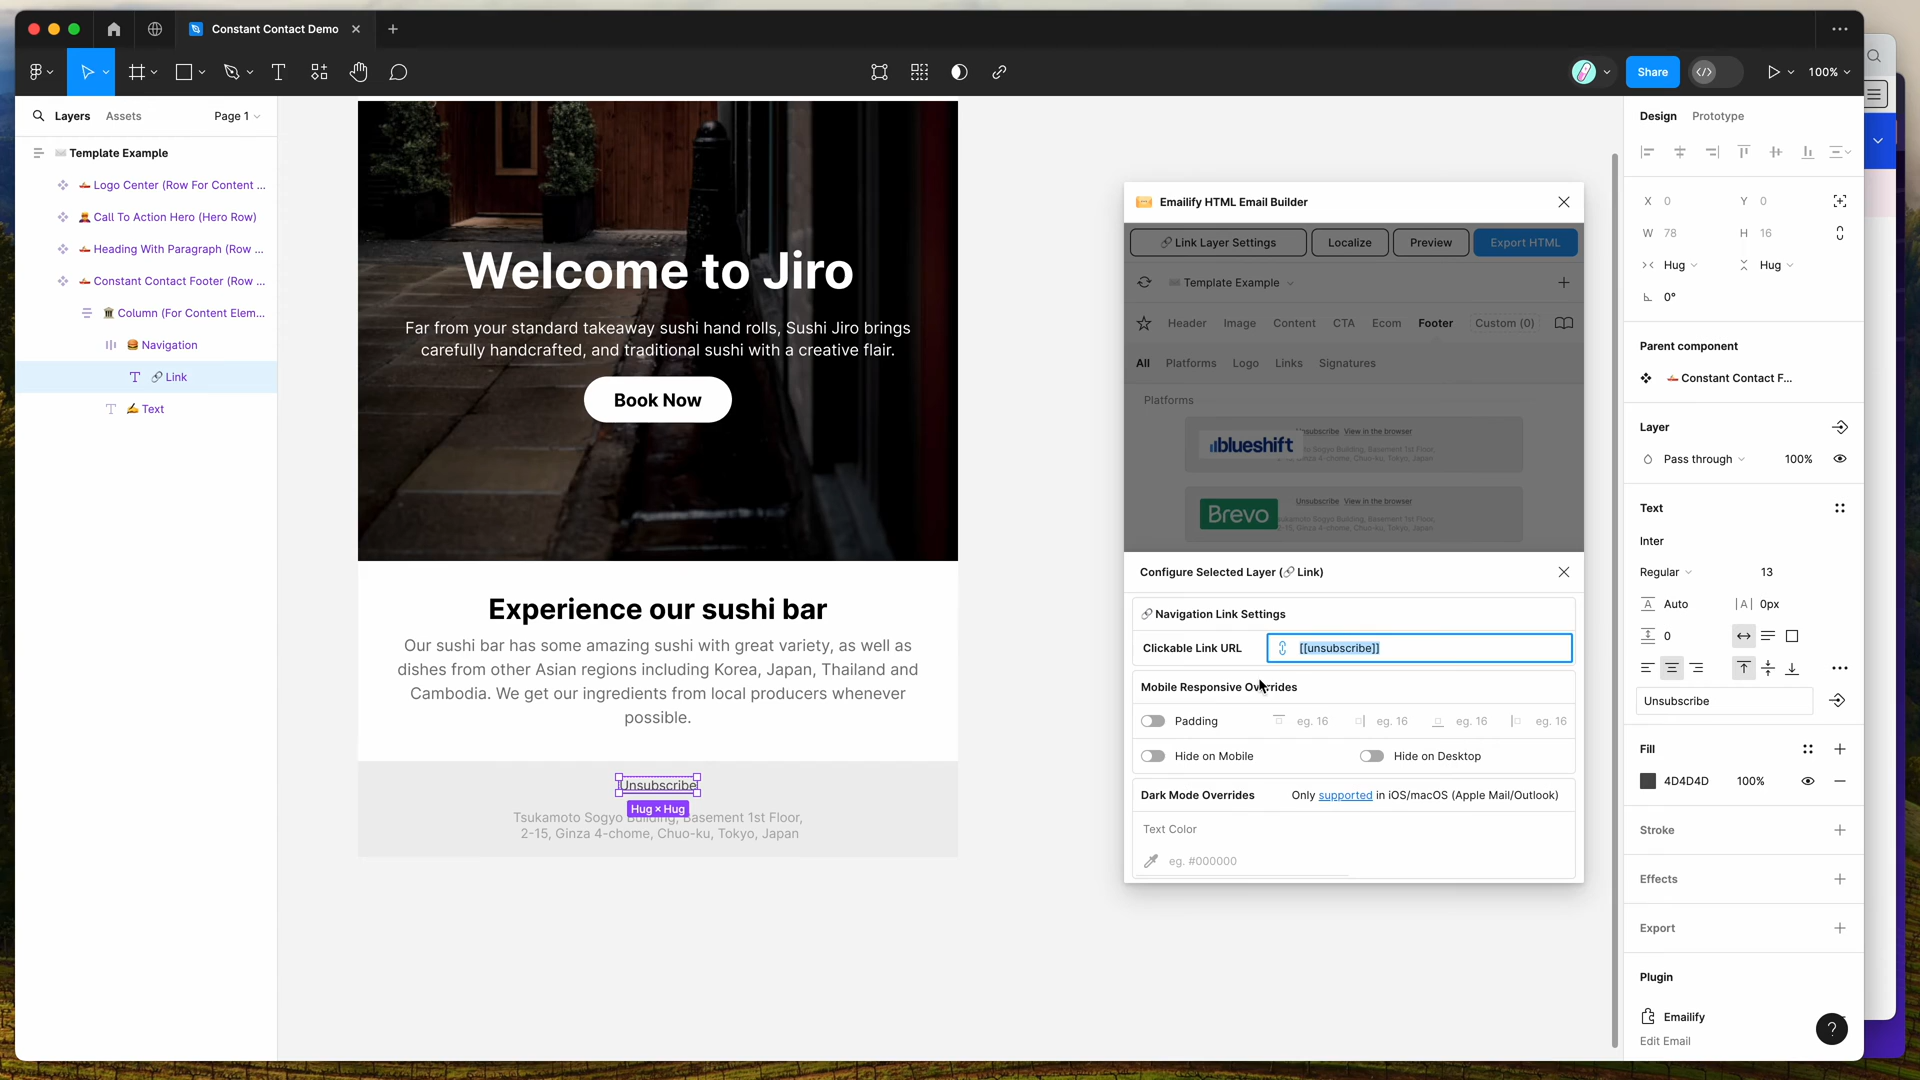 Constant Contact Demo
Share
100%
Layers
Assets
Page 1
Template Example
Logo Center (Row For Content ...
Call To Action Hero (Hero Row)
Heading With Paragraph (Row ...
Constant Contact Footer (Row ...
Column (For Content Elem...
Navigation
Link
Text
Welcome to Jiro
Far from your standard takeaway sushi hand rolls, Sushi Jiro brings
carefully handcrafted, and traditional sushi with a creative flair.
Book Now
Experience our sushi bar
Our sushi bar has some amazing sushi with great variety, as well as
dishes from other Asian regions including Korea, Japan, Thailand and
Cambodia. We get our ingredients from local producers whenever
possible.
Unsubscribe
Hug × Hug
Tsukamoto Sogyo Building, Basement 1st Floor,
2-15, Ginza 4-chome, Chuo-ku, Tokyo, Japan
Emailify HTML Email Builder
Link Layer Settings
Localize
Preview
Export HTML
Template Example
Header
Image
Content
CTA
Ecom
Footer
Custom (0)
All
Platforms
Logo
Links
Signatures
Platforms
blueshift
Unsubscribe View in the browser
Brevo
Unsubscribe View in the browser
Configure Selected Layer (🔗 Link)
Navigation Link Settings
Clickable Link URL
[[unsubscribe]]
Mobile Responsive Overrides
Padding
eg. 16
eg. 16
eg. 16
eg. 16
Hide on Mobile
Hide on Desktop
Dark Mode Overrides
Only supported in iOS/macOS (Apple Mail/Outlook)
Text Color
eg. #000000
Design
Prototype
X 0
Y 0
W 78
H 16
Hug
Hug
0°
Parent component
Constant Contact F...
Layer
Pass through
100%
Text
Inter
Regular
13
Auto
0px
0
Unsubscribe
Fill
4D4D4D
100%
Stroke
Effects
Export
Plugin
Emailify
Edit Email
?